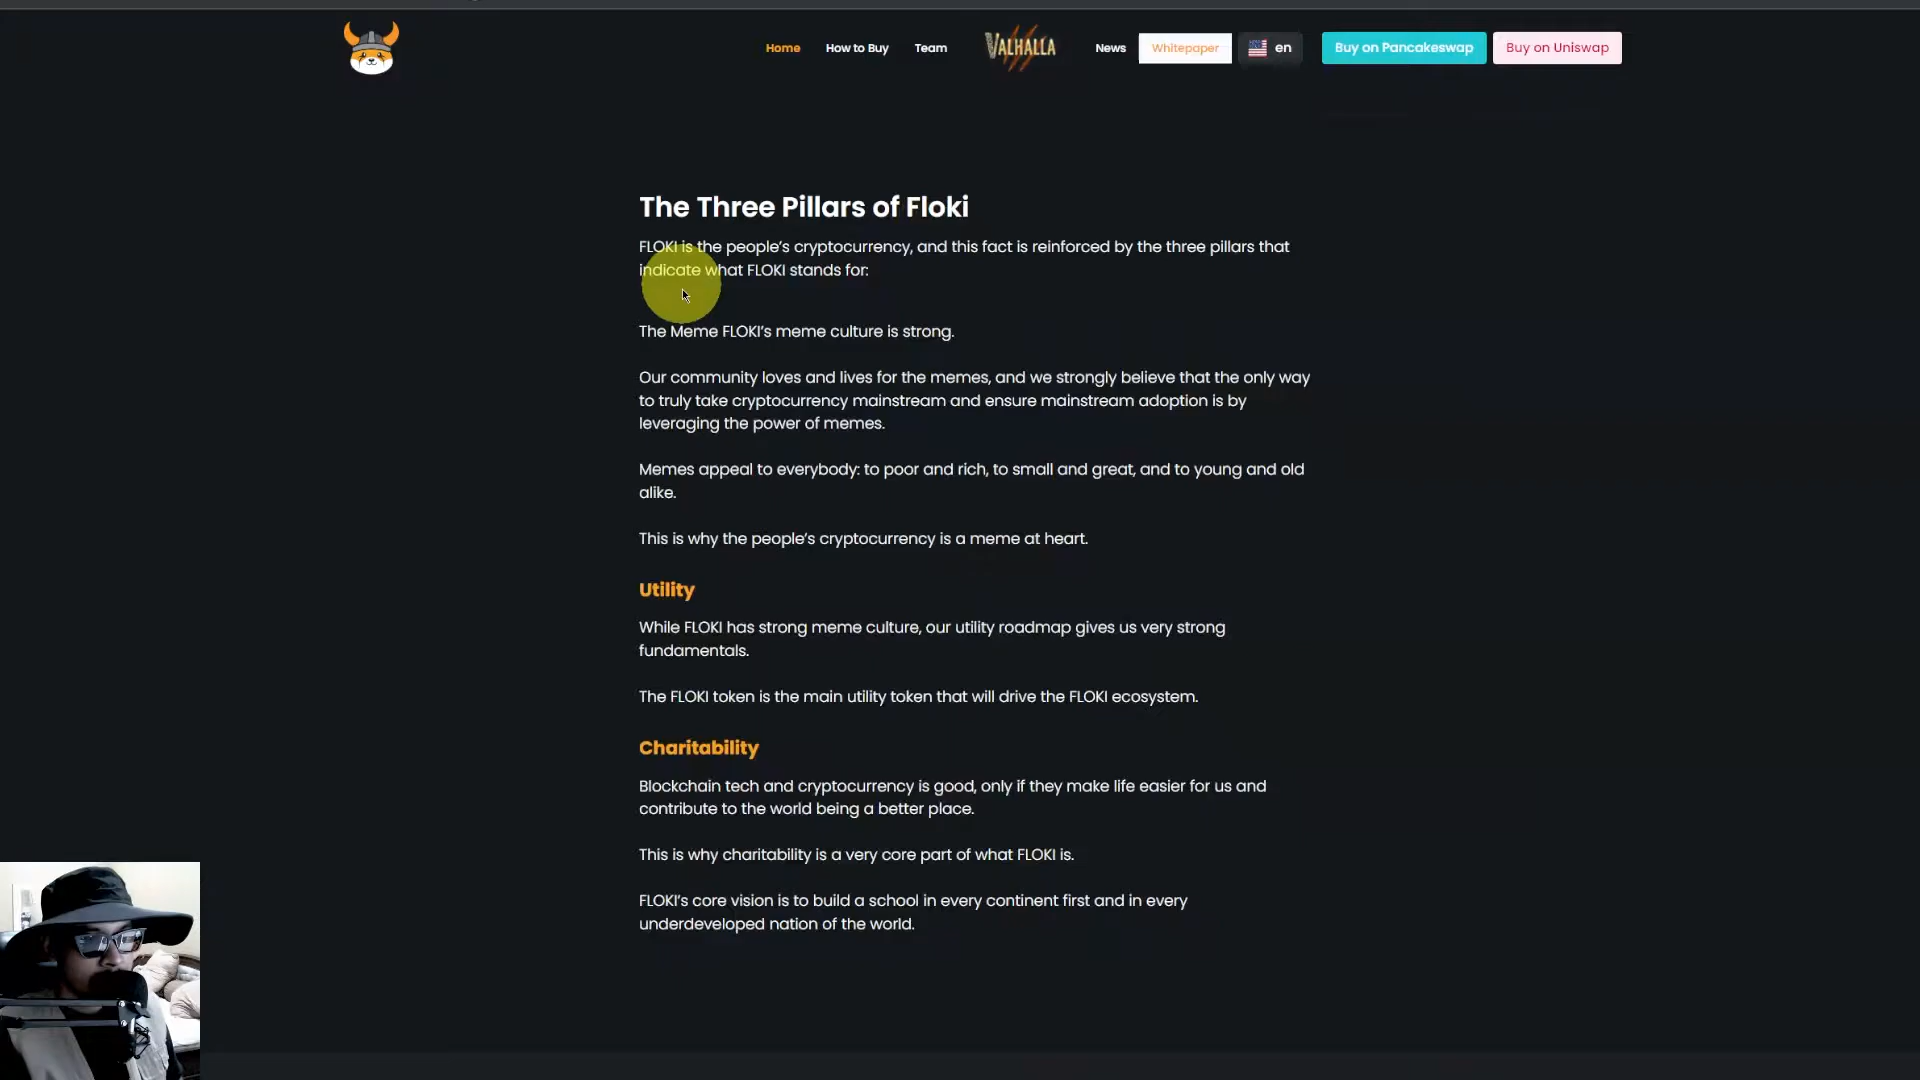 Home
How to Buy
Team
VALHALLA
News
Whitepaper
en
Buy on Pancakeswap
Buy on Uniswap
The Three Pillars of Floki
FLOKI is the people's cryptocurrency, and this fact is reinforced by the three pillars that
indicate what FLOKI stands for:
The Meme FLOKI's meme culture is strong.
Our community loves and lives for the memes, and we strongly believe that the only way
to truly take cryptocurrency mainstream and ensure mainstream adoption is by
leveraging the power of memes.
Memes appeal to everybody: to poor and rich, to small and great, and to young and old
alike.
This is why the people's cryptocurrency is a meme at heart.
Utility
While FLOKI has strong meme culture, our utility roadmap gives us very strong
fundamentals.
The FLOKI token is the main utility token that will drive the FLOKI ecosystem.
Charitability
Blockchain tech and cryptocurrency is good, only if they make life easier for us and
contribute to the world being a better place.
This is why charitability is a very core part of what FLOKI is.
FLOKI's core vision is to build a school in every continent first and in every
underdeveloped nation of the world.